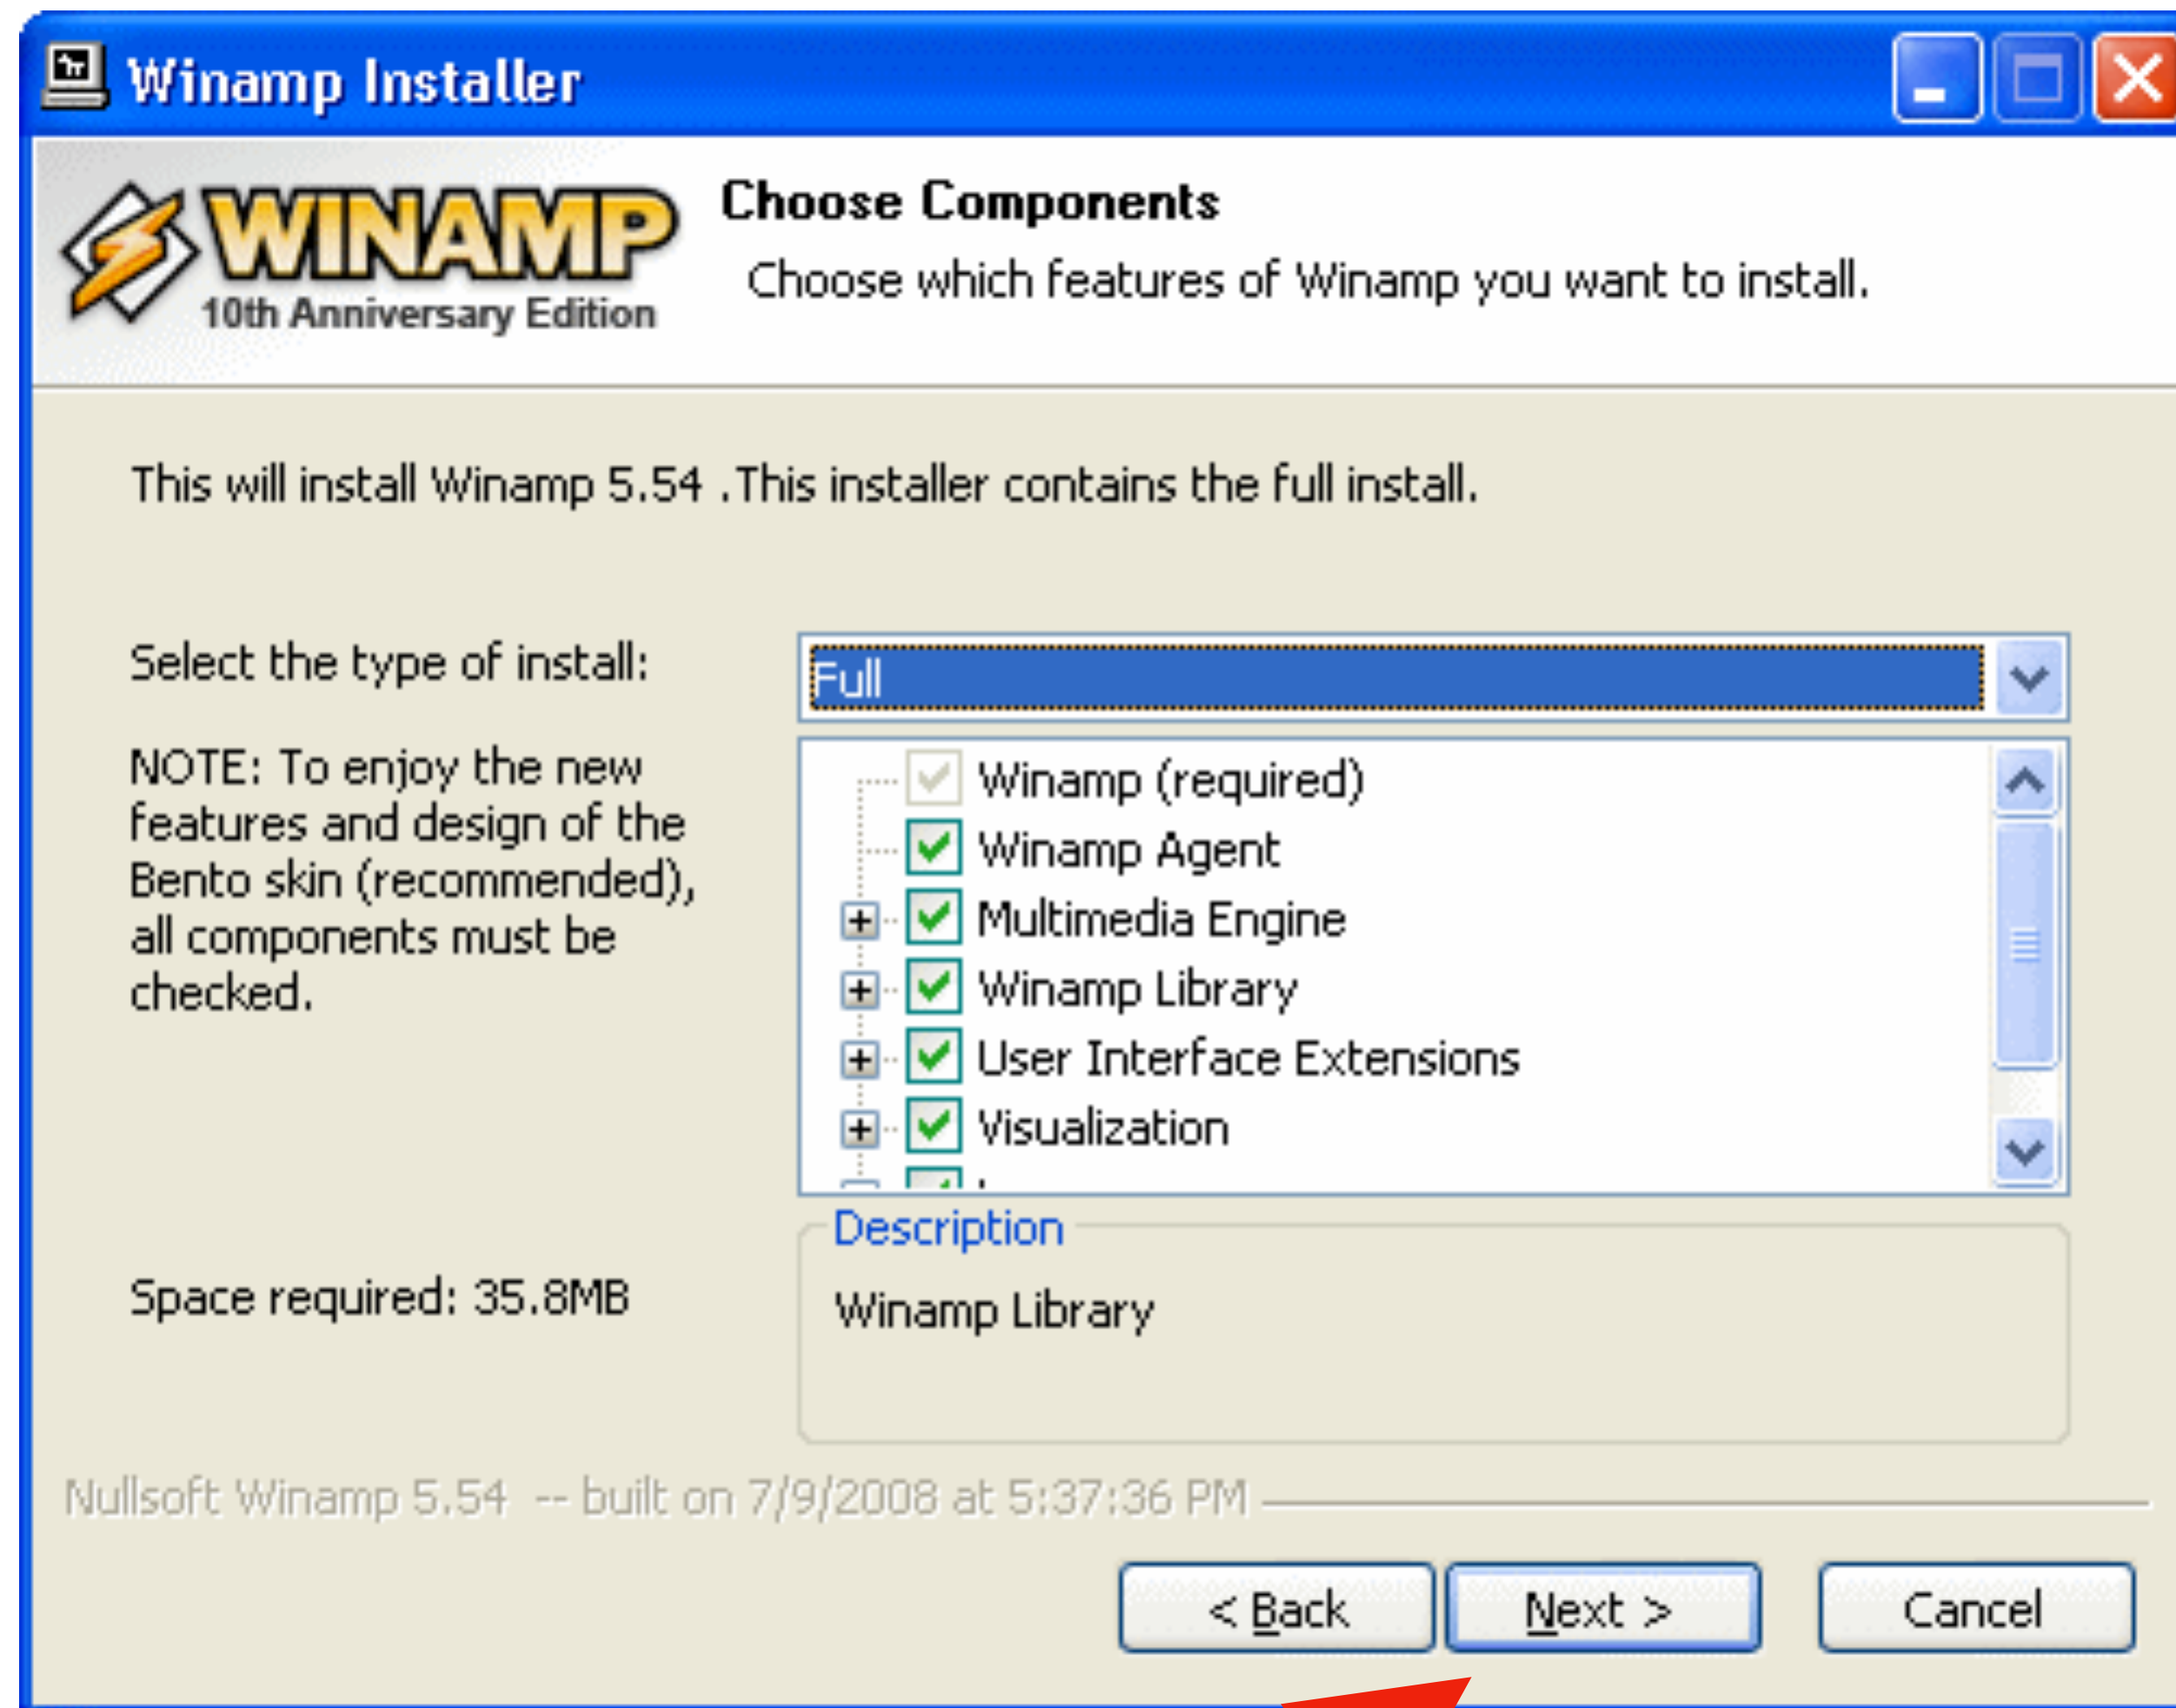 Winamp Installer
WINAMP
10th Anniversary Edition
Choose Components
Choose which features of Winamp you want to install.
This will install Winamp 5.54 .This installer contains the full install.
Select the type of install:
Full
NOTE: To enjoy the new
features and design of the
Bento skin (recommended),
all components must be
checked.
Winamp (required)
Winamp Agent
Multimedia Engine
Winamp Library
User Interface Extensions
Visualization
Space required: 35.8MB
Description
Winamp Library
Nullsoft Winamp 5.54 -- built on 7/9/2008 at 5:37:36 PM
< Back
Next >
Cancel